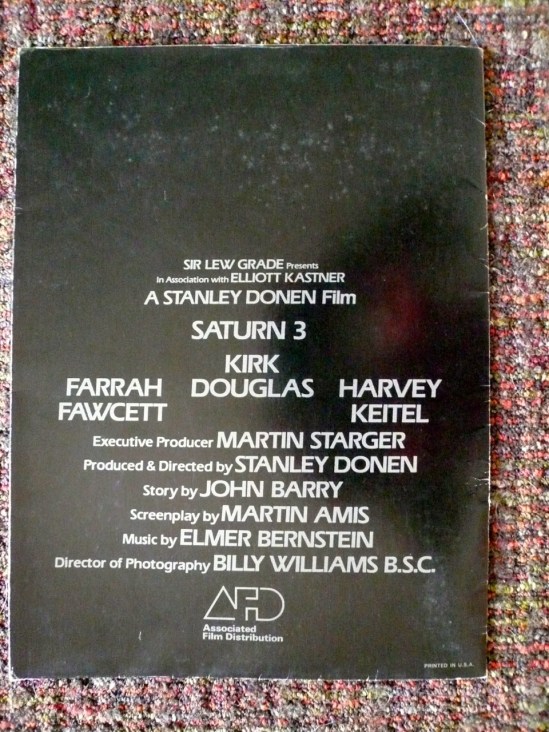 SIR LEW GRADE Presents
In Association with ELLIOTT KASTNER
A STANLEY DONEN Film
SATURN 3
KIRK
FARRAH DOUGLAS HARVEY
FAWCETT KEITEL
Executive Producer MARTIN STARGER
Produced & Directed by STANLEY DONEN
Story by JOHN BARRY
Screenplay by MARTIN AMIS
Music by ELMER BERNSTEIN
Director of Photography BILLY WILLIAMS B.S.C.
AFD
Associated
Film Distribution
PRINTED IN U.S.A.